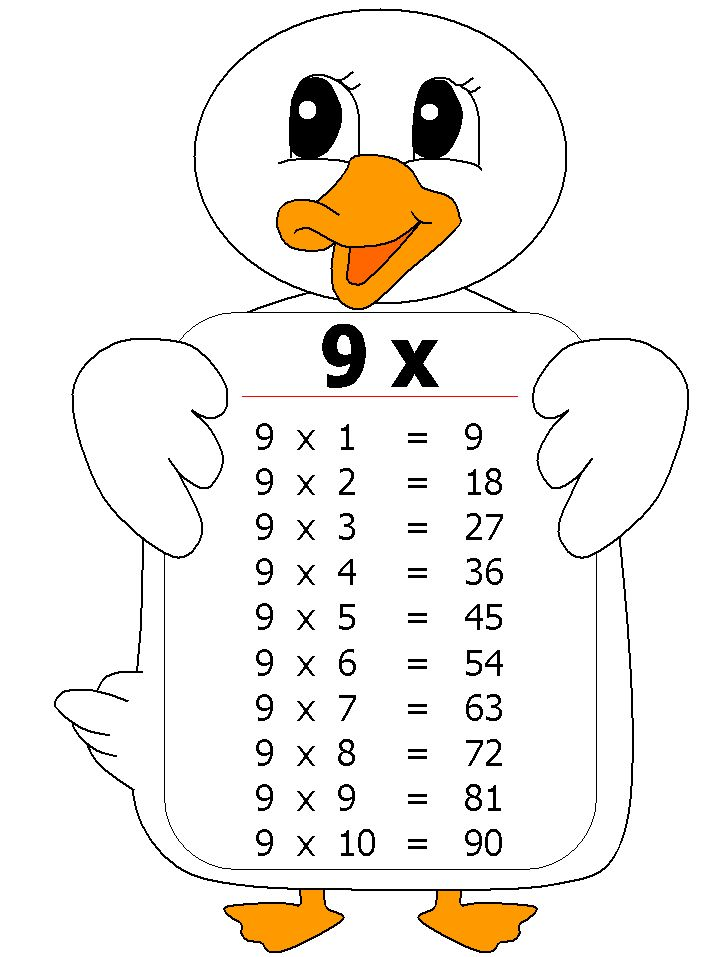 9 x
9 x 1 = 9
9 x 2 = 18
9 x 3 = 27
9 x 4 = 36
9 x 5 = 45
9 x 6 = 54
9 x 7 = 63
9 x 8 = 72
9 x 9 = 81
9 x 10 = 90